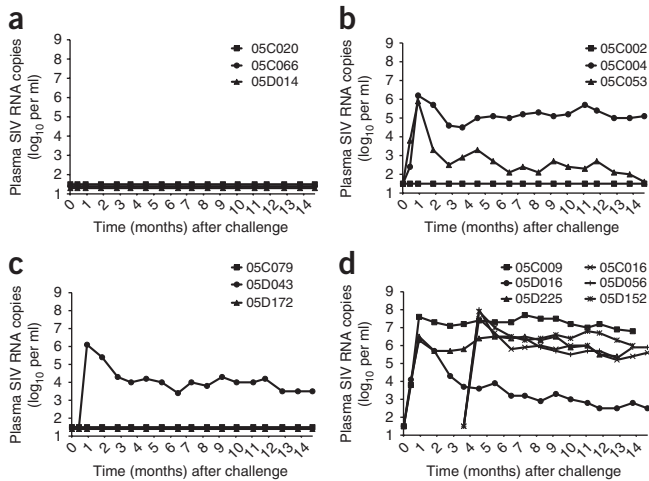 a
9
8
7
6
5
4
3
2
1
Plasma SIV RNA copies
(log10 per ml)
05C020
05C066
05D014
0 1 2 3 4 5 6 7 8 9 10 11 12 13 14
Time (months) after challenge
b
9
8
7
6
5
4
3
2
1
Plasma SIV RNA copies
(log10 per ml)
05C002
05C004
05C053
0 1 2 3 4 5 6 7 8 9 10 11 12 13 14
Time (months) after challenge
c
9
8
7
6
5
4
3
2
1
Plasma SIV RNA copies
(log10 per ml)
05C079
05D043
05D172
0 1 2 3 4 5 6 7 8 9 10 11 12 13 14
Time (months) after challenge
d
9
8
7
6
5
4
3
2
1
Plasma SIV RNA copies
(log10 per ml)
05C009 05C016
05D016 05D056
05D225 05D152
0 1 2 3 4 5 6 7 8 9 10 11 12 13 14
Time (months) after challenge